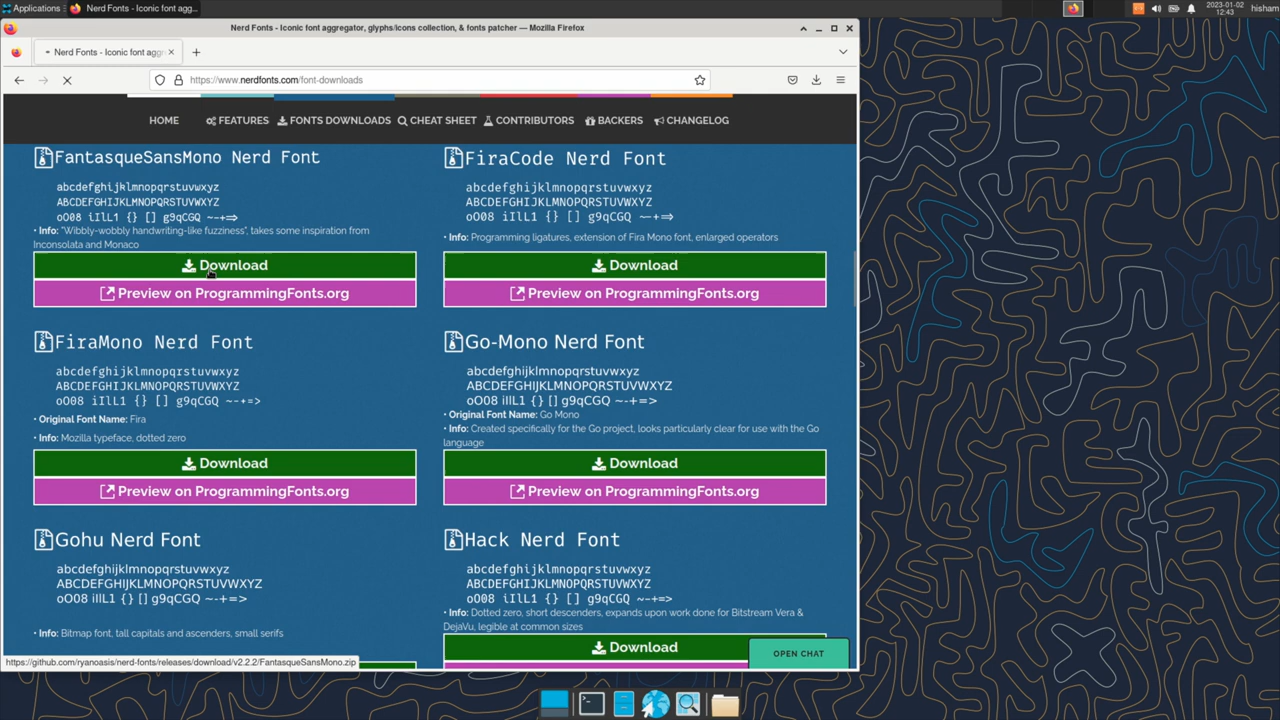 Applications
Nerd Fonts - Iconic font agg...
2023-01-02
12:43
hisham
Nerd Fonts - Iconic font aggregator, glyphs/icons collection, & fonts patcher — Mozilla Firefox
Nerd Fonts - Iconic font aggr
https://www.nerdfonts.com/font-downloads
HOME FEATURES FONTS DOWNLOADS CHEAT SHEET CONTRIBUTORS BACKERS CHANGELOG
FantasqueSansMono Nerd Font
abcdefghijklmnopqrstuvwxyz
ABCDEFGHIJKLMNOPQRSTUVWXYZ
oO08 iIlL1 {} [] g9qCGQ ~-+=>
• Info: "Wibbly-wobbly handwriting-like fuzziness", takes some inspiration from
Inconsolata and Monaco
Download
Preview on ProgrammingFonts.org
FiraCode Nerd Font
abcdefghijklmnopqrstuvwxyz
ABCDEFGHIJKLMNOPQRSTUVWXYZ
oO08 iIlL1 {} [] g9qCGQ ~-+=>
• Info: Programming ligatures, extension of Fira Mono font, enlarged operators
Download
Preview on ProgrammingFonts.org
FiraMono Nerd Font
abcdefghijklmnopqrstuvwxyz
ABCDEFGHIJKLMNOPQRSTUVWXYZ
oO08 iIlL1 {} [] g9qCGQ ~-+=>
• Original Font Name: Fira
• Info: Mozilla typeface, dotted zero
Download
Preview on ProgrammingFonts.org
Go-Mono Nerd Font
abcdefghijklmnopqrstuvwxyz
ABCDEFGHIJKLMNOPQRSTUVWXYZ
oO08 iIlL1 {} [] g9qCGQ ~-+=>
• Original Font Name: Go Mono
• Info: Created specifically for the Go project, looks particularly clear for use with the Go
language
Download
Preview on ProgrammingFonts.org
Gohu Nerd Font
abcdefghijklmnopqrstuvwxyz
ABCDEFGHIJKLMNOPQRSTUVWXYZ
oO08 iIlL1 {} [] g9qCGQ ~-+=>
• Info: Bitmap font, tall capitals and ascenders, small serifs
Hack Nerd Font
abcdefghijklmnopqrstuvwxyz
ABCDEFGHIJKLMNOPQRSTUVWXYZ
oO08 iIlL1 {} [] g9qCGQ ~-+=>
• Info: Dotted zero, short descenders, expands upon work done for Bitstream Vera &
DejaVu, legible at common sizes
Download
OPEN CHAT
https://github.com/ryanoasis/nerd-fonts/releases/download/v2.2.2/FantasqueSansMono.zip